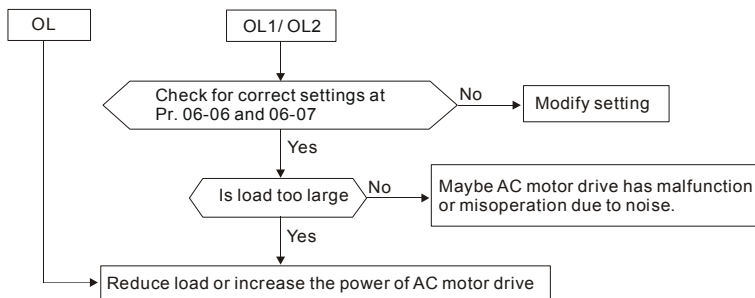 OL
OL1/ OL2
Check for correct settings at
Pr. 06-06 and 06-07
No
Modify setting
Yes
Is load too large
No
Maybe AC motor drive has malfunction
or misoperation due to noise.
Yes
Reduce load or increase the power of AC motor drive